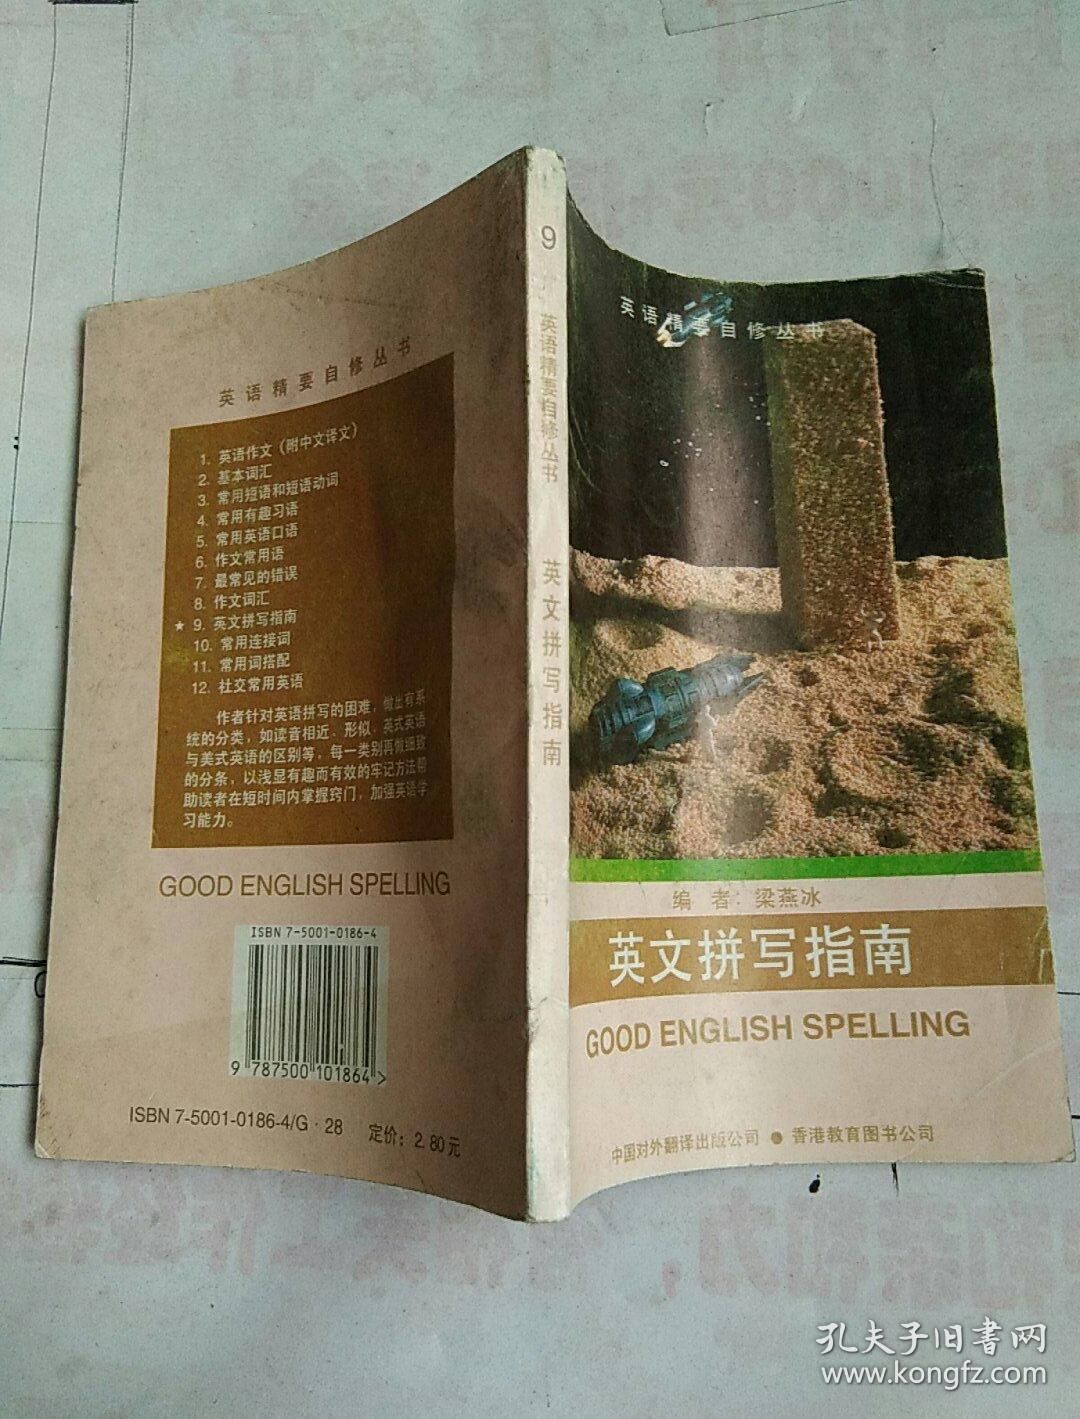 英语精要自修丛书
1. 英语作文（附中文译文）
2. 基本词汇
3. 常用短语和短语动词
4. 常用有趣习语
5. 常用英语口语
6. 作文常用语
7. 最常见的错误
8. 作文词汇
★ 9. 英文拼写指南
10. 常用连接词
11. 常用词搭配
12. 社交常用英语
作者针对英语拼写的困难，做出有系
统的分类，如读音相近、形似，英式英语
与美式英语的区别等，每一类别再做细致
的分条，以浅显有趣而有效的牢记方法帮
助读者在短时间内掌握窍门，加强英语学
习能力。
GOOD ENGLISH SPELLING
ISBN 7-5001-0186-4
9 787500 101864 >
ISBN 7-5001-0186-4/G·28 定价：2.80元
9 英语精要自修丛书 英文拼写指南
英语精要自修丛书
编 者：梁燕冰
英文拼写指南
GOOD ENGLISH SPELLING
中国对外翻译出版公司 ● 香港教育图书公司
孔夫子旧书网
www.kongfz.com